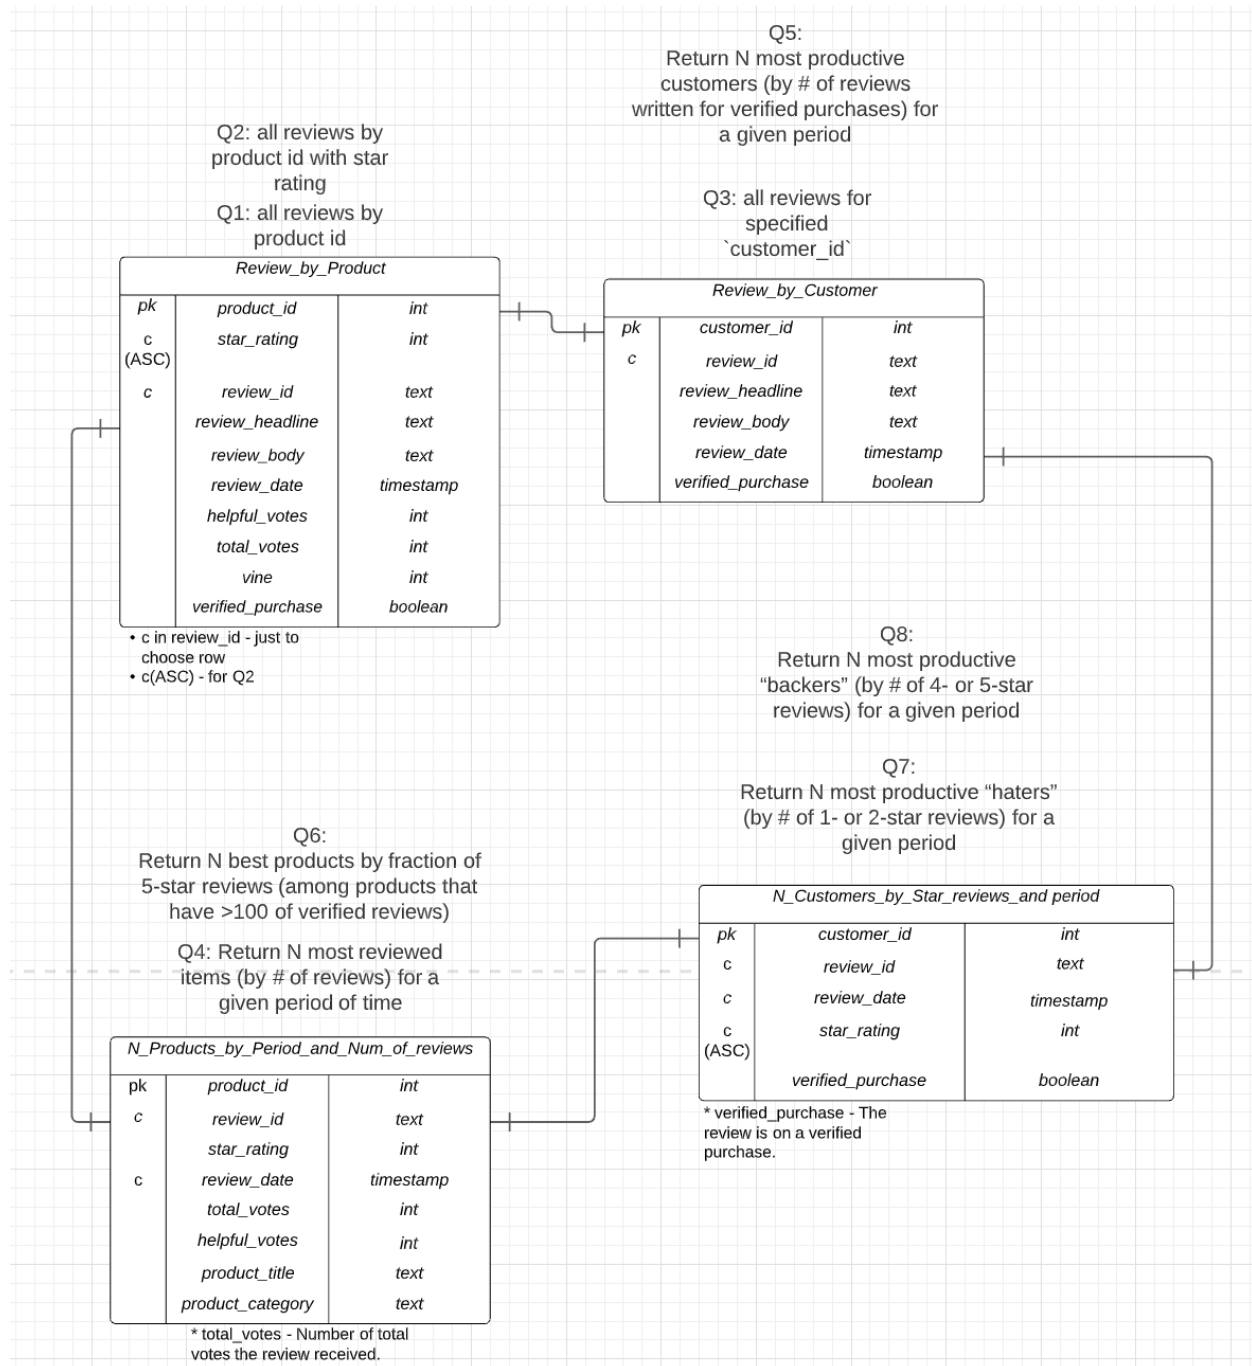 Q5:
Return N most productive
customers (by # of reviews
written for verified purchases) for
a given period
Q2: all reviews by
product id with star
rating
Q1: all reviews by
product id
Q3: all reviews for
specified
`customer_id`
Review_by_Product
pk product_id int
c star_rating int
(ASC)
c review_id text
review_headline text
review_body text
review_date timestamp
helpful_votes int
total_votes int
vine int
verified_purchase boolean
• c in review_id - just to
choose row
• c(ASC) - for Q2
Review_by_Customer
pk customer_id int
c review_id text
review_headline text
review_body text
review_date timestamp
verified_purchase boolean
Q8:
Return N most productive
“backers” (by # of 4- or 5-star
reviews) for a given period
Q7:
Return N most productive “haters”
(by # of 1- or 2-star reviews) for a
given period
Q6:
Return N best products by fraction of
5-star reviews (among products that
have >100 of verified reviews)
Q4: Return N most reviewed
items (by # of reviews) for a
given period of time
N_Customers_by_Star_reviews_and period
pk customer_id int
c review_id text
c review_date timestamp
c star_rating int
(ASC)
verified_purchase boolean
* verified_purchase - The
review is on a verified
purchase.
N_Products_by_Period_and_Num_of_reviews
pk product_id int
c review_id text
star_rating int
c review_date timestamp
total_votes int
helpful_votes int
product_title text
product_category text
* total_votes - Number of total
votes the review received.